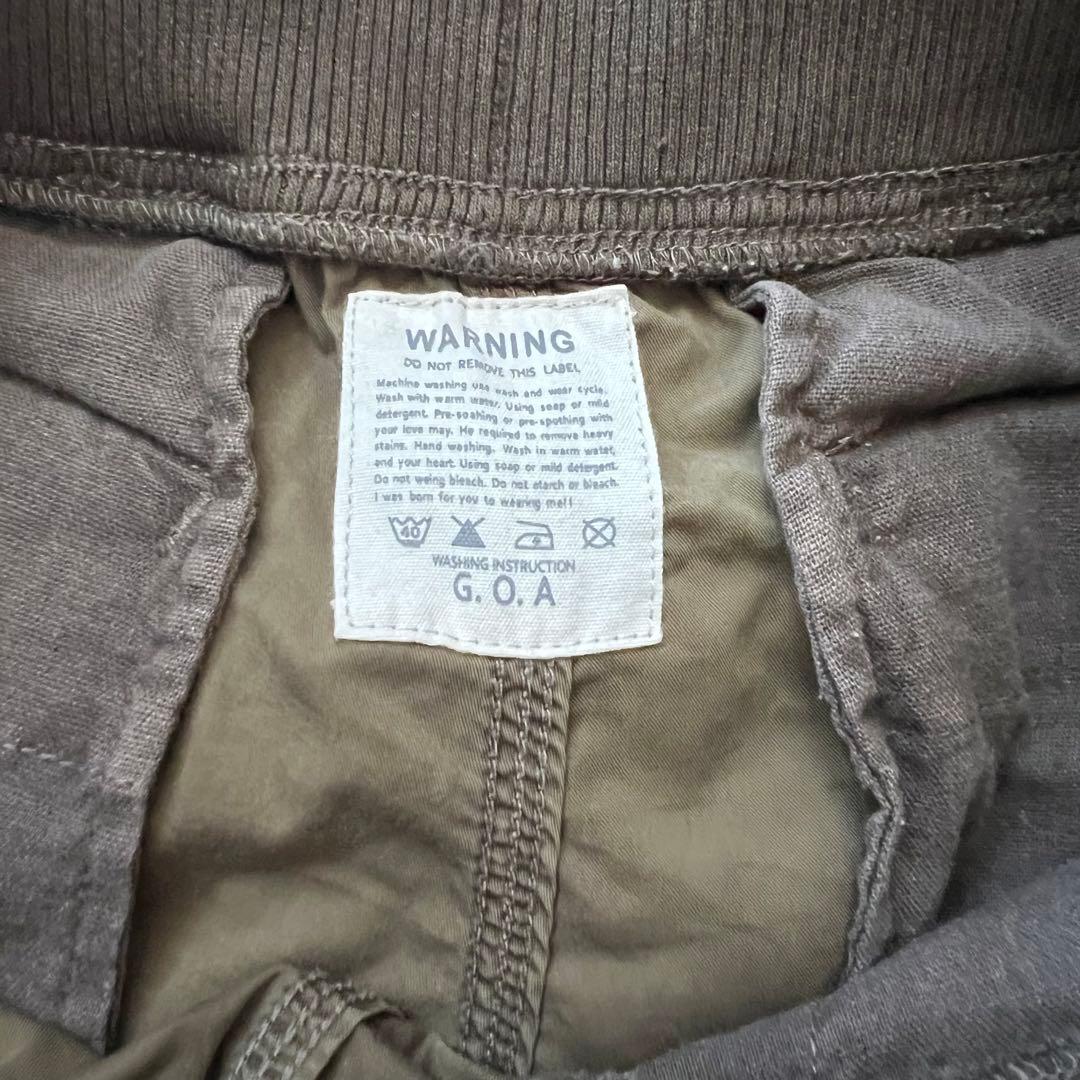 WARNING
DO NOT REMOVE THIS LABEL
Machine washing use wash and wear cycle.
Wash with warm water. Using soap or mild
detergent. Pre-soahing or pre-spothing with
your love may. He required to remove heavy
stains. Hand washing. Wash in warm water,
and your heart. Using soap or mild detergent.
Do not weing bleach. Do not starch or bleach.
I was born for you to wearing me!!
40
WASHING INSTRUCTION
G. O. A